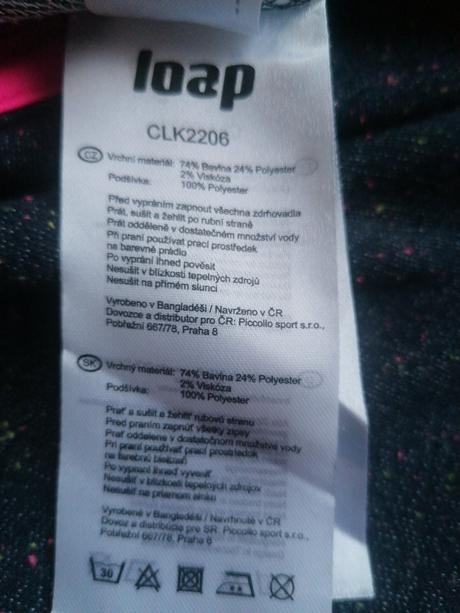 loap
CLK2206
CZ Vrchní materiál: 74% Bavlna 24% Polyester
2% Viskóza
Podšívka: 100% Polyester
Před vypráním zapnout všechna zdrhovadla
Prát, sušit a žehlit po rubní straně
Prát odděleně v dostatečném množství vody
Při praní používat prací prostředek
na barevné prádlo
Po vyprání ihned pověsit
Nesušit v blízkosti tepelných zdrojů
Nesušit na přímém slunci
Vyrobeno v Bangladéši / Navrženo v ČR
Dovozce a distributor pro ČR: Piccollo sport s.r.o.,
Pobřežní 667/78, Praha 8
SK Vrchný materiál: 74% Bavlna 24% Polyester
2% Viskóza
Podšívka: 100% Polyester
Prať a sušiť a žehliť rubovú stranu
Pred praním zapnúť všetky zipsy
Prať oddelene v dostatočnom množstve vody
Pri praní používať prací prostriedok
na farebnú bielizeň
Po vypraní ihneď vyvesiť
Nesušiť v blízkosti tepelných zdrojov
Nesušiť na priamom slnku
Vyrobené v Bangladéši / Navrhnuté v ČR
Dovoz a distribúcie pro SR: Piccollo sport s.r.o.,
Pobřežní 667/78, Praha 8
30